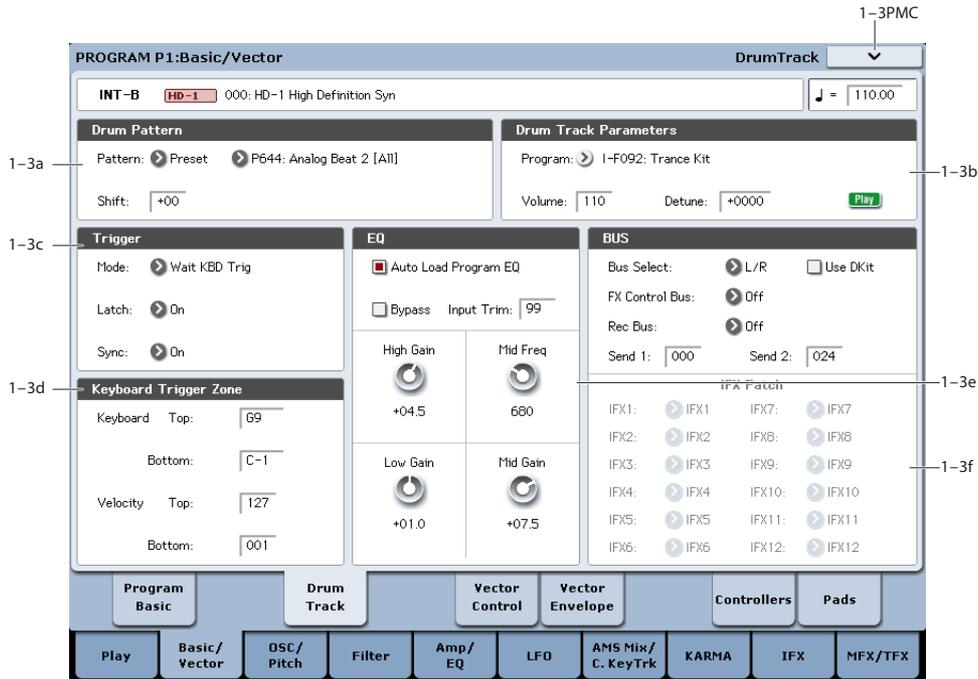 1–3PMC
PROGRAM P1:Basic/Vector DrumTrack
INT-B HD-1 000: HD-1 High Definition Syn ♩ = 110.00
Drum Pattern
Pattern: Preset P644: Analog Beat 2 [All]
Shift: +00
Drum Track Parameters
Program: I-F092: Trance Kit
Volume: 110 Detune: +0000 Play
1–3a
1–3b
1–3c
Trigger
Mode: Wait KBD Trig
Latch: On
Sync: On
1–3d
Keyboard Trigger Zone
Keyboard Top: G9
Bottom: C-1
Velocity Top: 127
Bottom: 001
EQ
Auto Load Program EQ
Bypass Input Trim: 99
High Gain Mid Freq
+04.5 680
Low Gain Mid Gain
+01.0 +07.5
1–3e
BUS
Bus Select: L/R Use DKit
FX Control Bus: Off
Rec Bus: Off
Send 1: 000 Send 2: 024
IFX Patch
IFX1: IFX1 IFX7: IFX7
IFX2: IFX2 IFX8: IFX8
IFX3: IFX3 IFX9: IFX9
IFX4: IFX4 IFX10: IFX10
IFX5: IFX5 IFX11: IFX11
IFX6: IFX6 IFX12: IFX12
1–3f
Program Basic
Drum Track
Vector Control
Vector Envelope
Controllers
Pads
Play
Basic/ Vector
OSC/ Pitch
Filter
Amp/ EQ
LFO
AMS Mix/ C. KeyTrk
KARMA
IFX
MFX/TFX